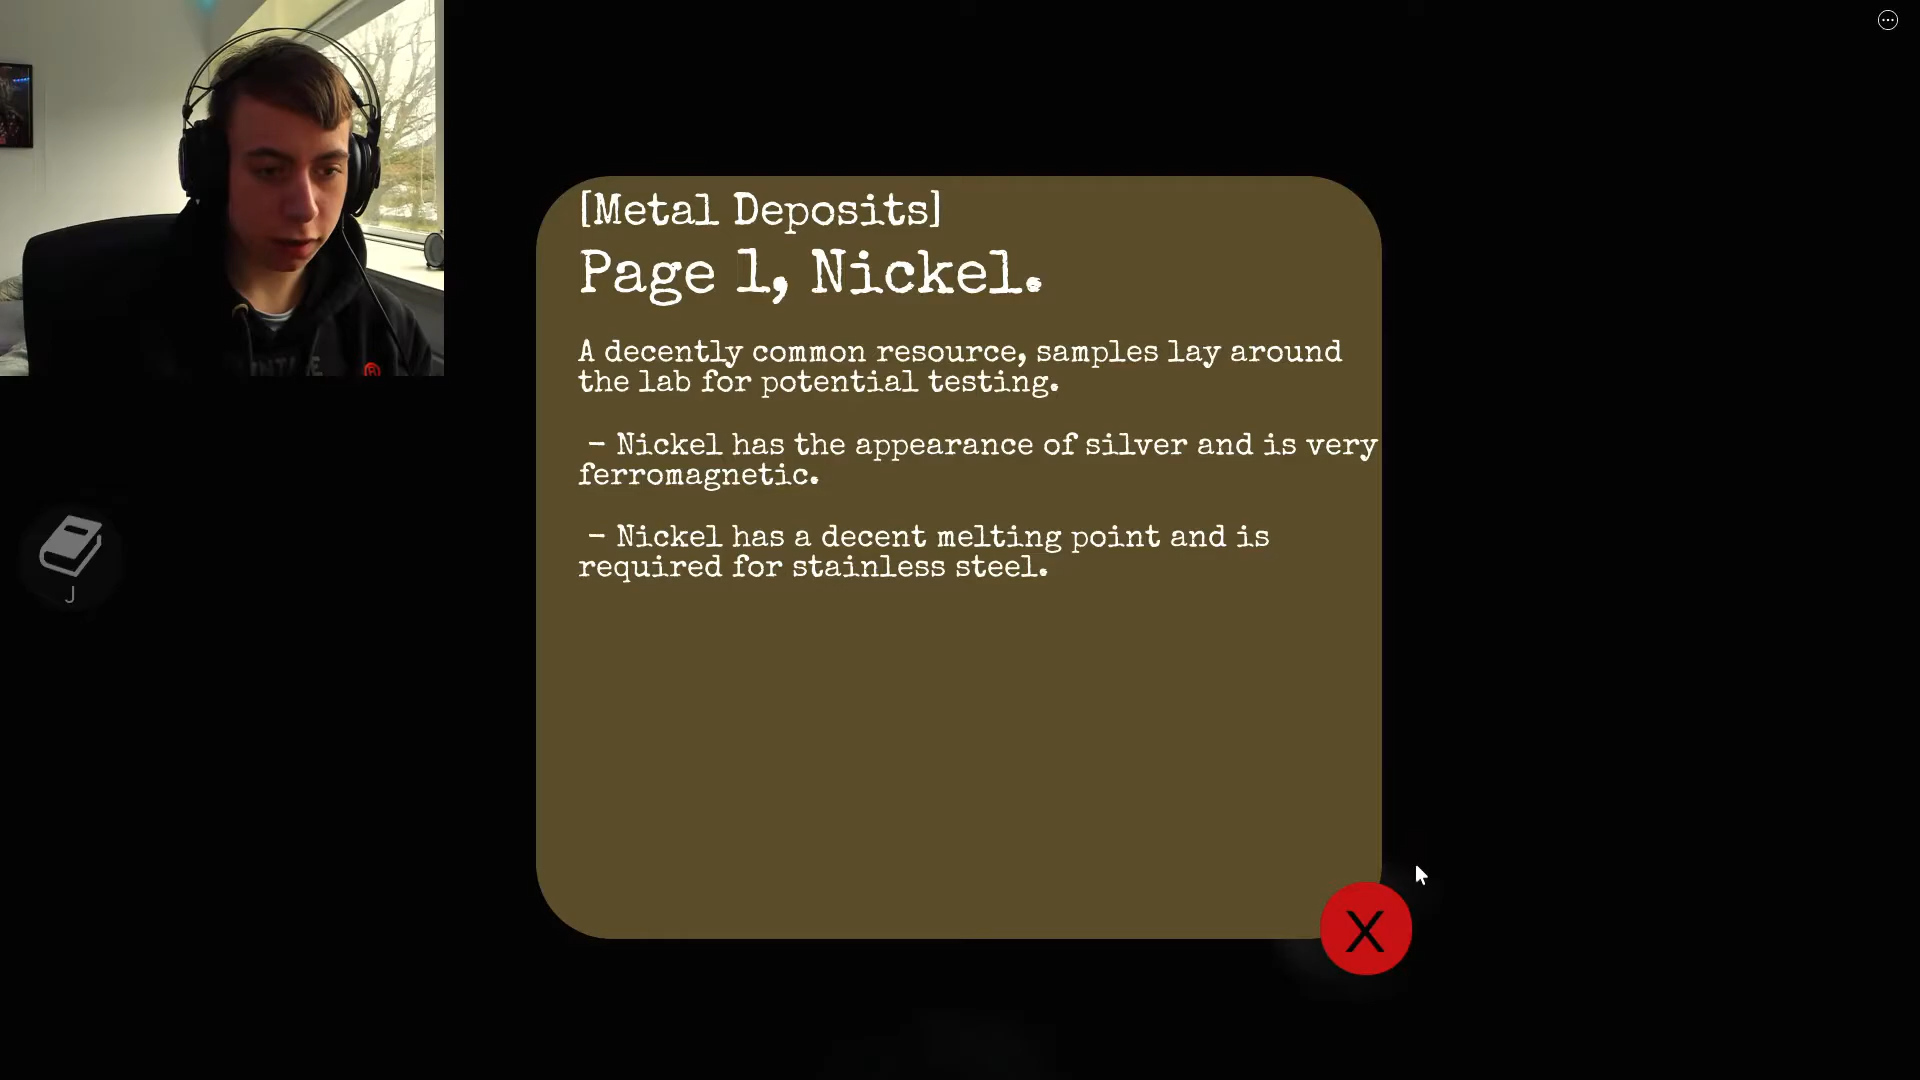 [Metal Deposits]
Page 1, Nickel.
A decently common resource, samples lay around
the lab for potential testing.
- Nickel has the appearance of silver and is very
ferromagnetic.
- Nickel has a decent melting point and is
required for stainless steel.
J
X